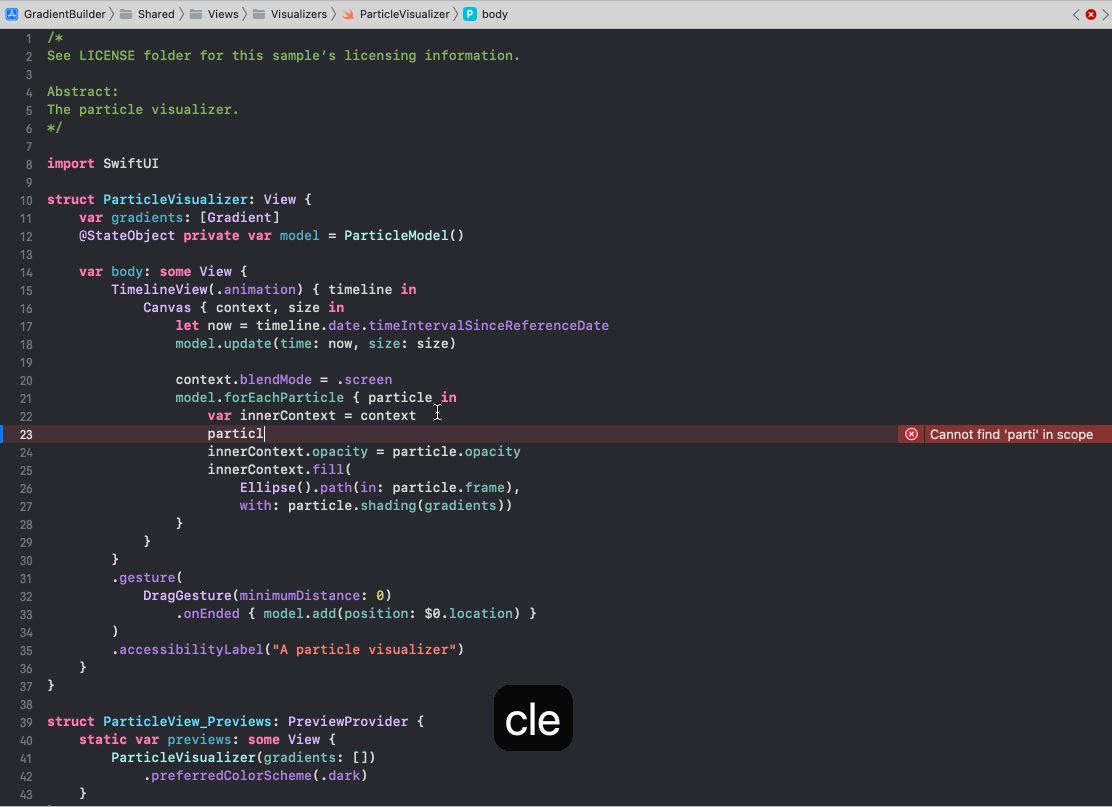 GradientBuilder Shared Views Visualizers ParticleVisualizer P body
1 /*
2 See LICENSE folder for this sample’s licensing information.
3
4 Abstract:
5 The particle visualizer.
6 */
7
8 import SwiftUI
9
10 struct ParticleVisualizer: View {
11     var gradients: [Gradient]
12     @StateObject private var model = ParticleModel()
13
14     var body: some View {
15         TimelineView(.animation) { timeline in
16             Canvas { context, size in
17                 let now = timeline.date.timeIntervalSinceReferenceDate
18                 model.update(time: now, size: size)
19
20                 context.blendMode = .screen
21                 model.forEachParticle { particle in
22                     var innerContext = context
23                     particl Cannot find 'parti' in scope
24                     innerContext.opacity = particle.opacity
25                     innerContext.fill(
26                         Ellipse().path(in: particle.frame),
27                         with: particle.shading(gradients))
28                 }
29             }
30         }
31         .gesture(
32             DragGesture(minimumDistance: 0)
33                 .onEnded { model.add(position: $0.location) }
34         )
35         .accessibilityLabel("A particle visualizer")
36     }
37 }
38
39 struct ParticleView_Previews: PreviewProvider {
40     static var previews: some View {
41         ParticleVisualizer(gradients: [])
42             .preferredColorScheme(.dark)
43     }
cle